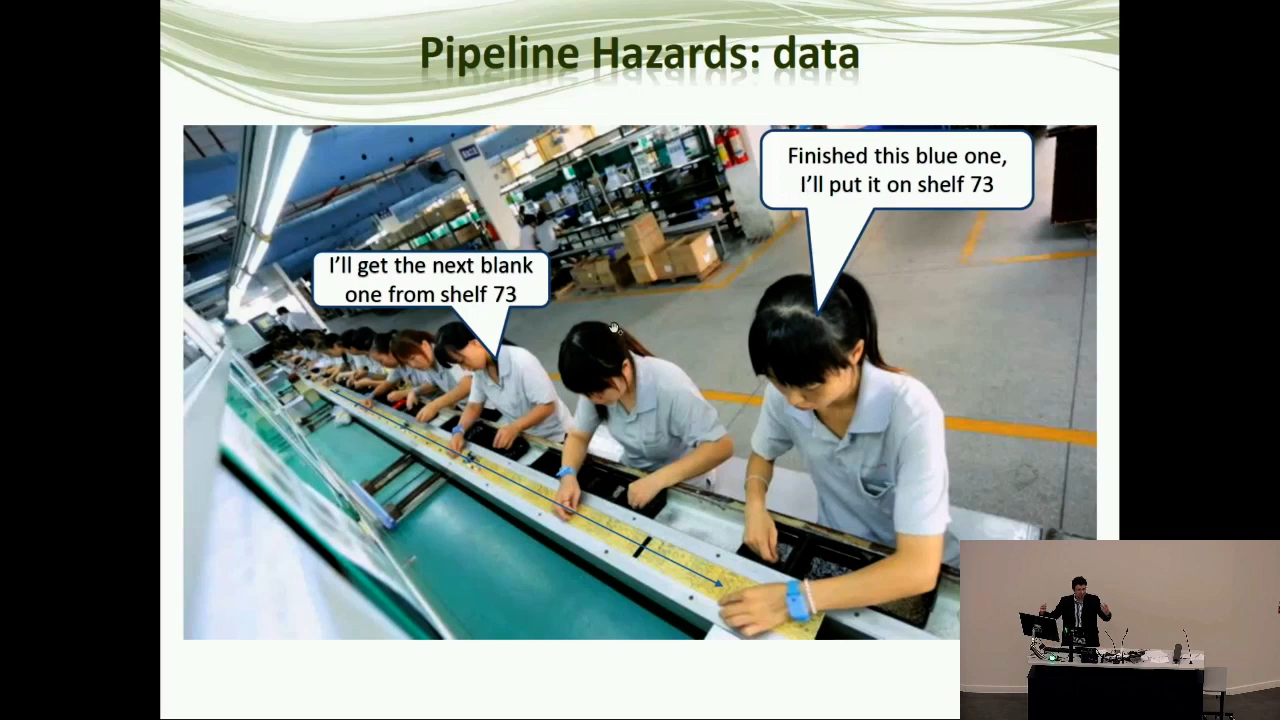 Pipeline Hazards: data
Finished this blue one,
I'll put it on shelf 73
I'll get the next blank
one from shelf 73